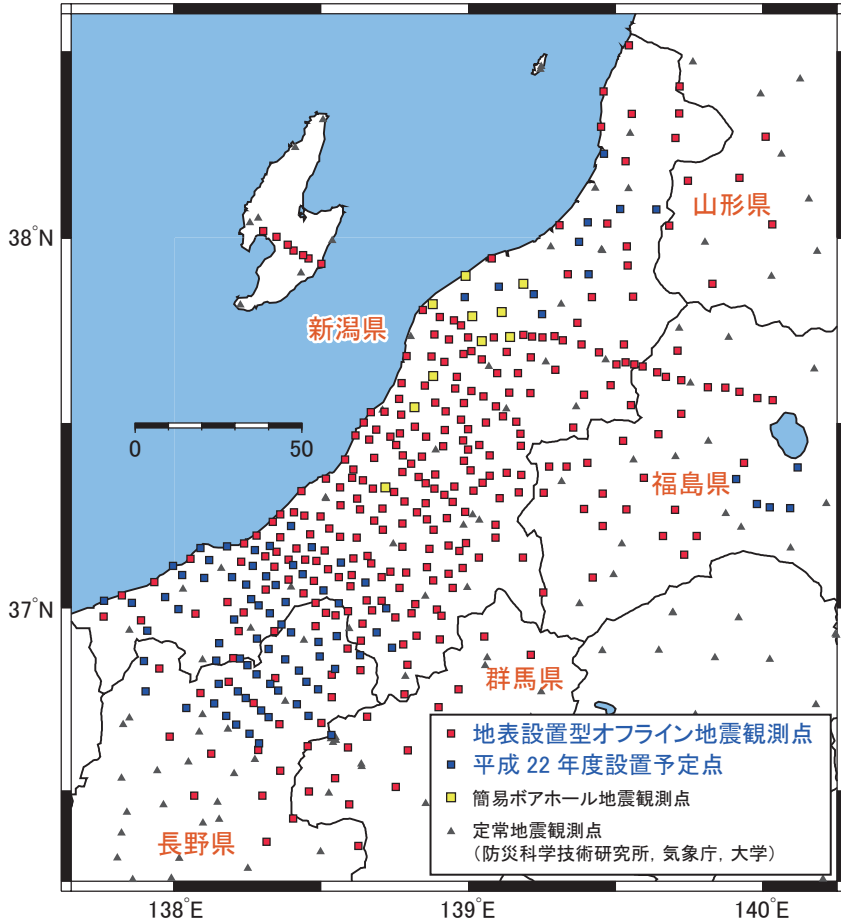 38°N
37°N
138°E
139°E
140°E
山形県
新潟県
福島県
群馬県
長野県
0
50
地表設置型オフライン地震観測点
平成 22 年度設置予定点
簡易ボアホール地震観測点
定常地震観測点
（防災科学技術研究所, 気象庁, 大学）